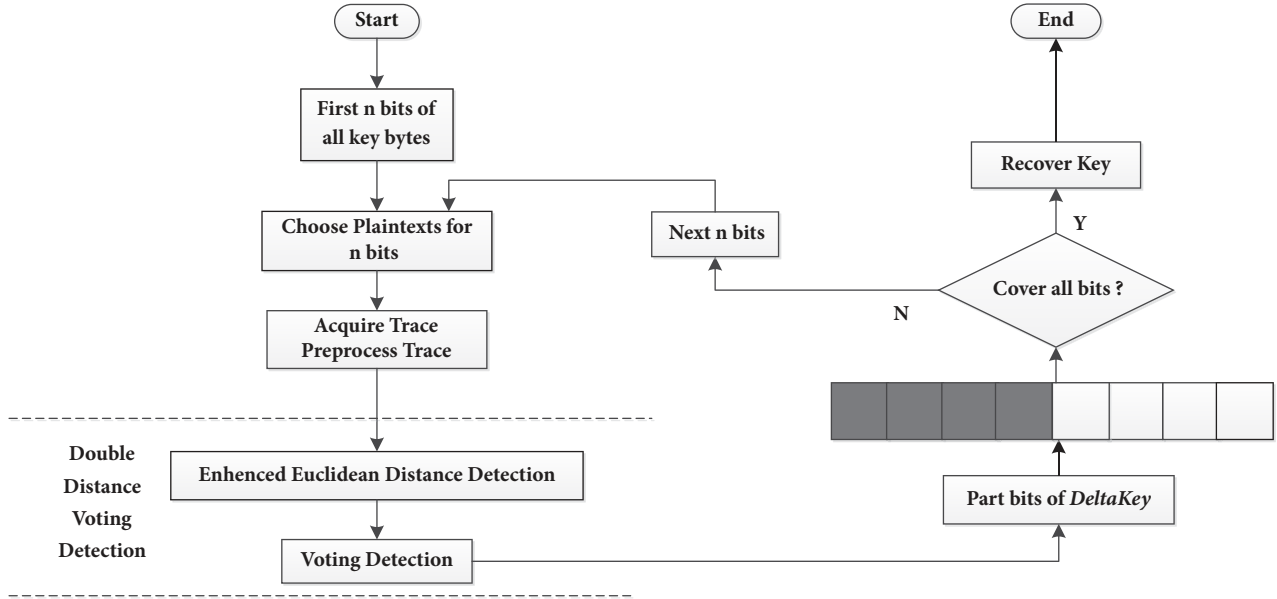 Start
First n bits of
all key bytes
Choose Plaintexts for
n bits
Acquire Trace
Preprocess Trace
Double
Distance
Voting
Detection
Enhenced Euclidean Distance Detection
Voting Detection
Part bits of DeltaKey
Cover all bits ?
N
Next n bits
Y
Recover Key
End